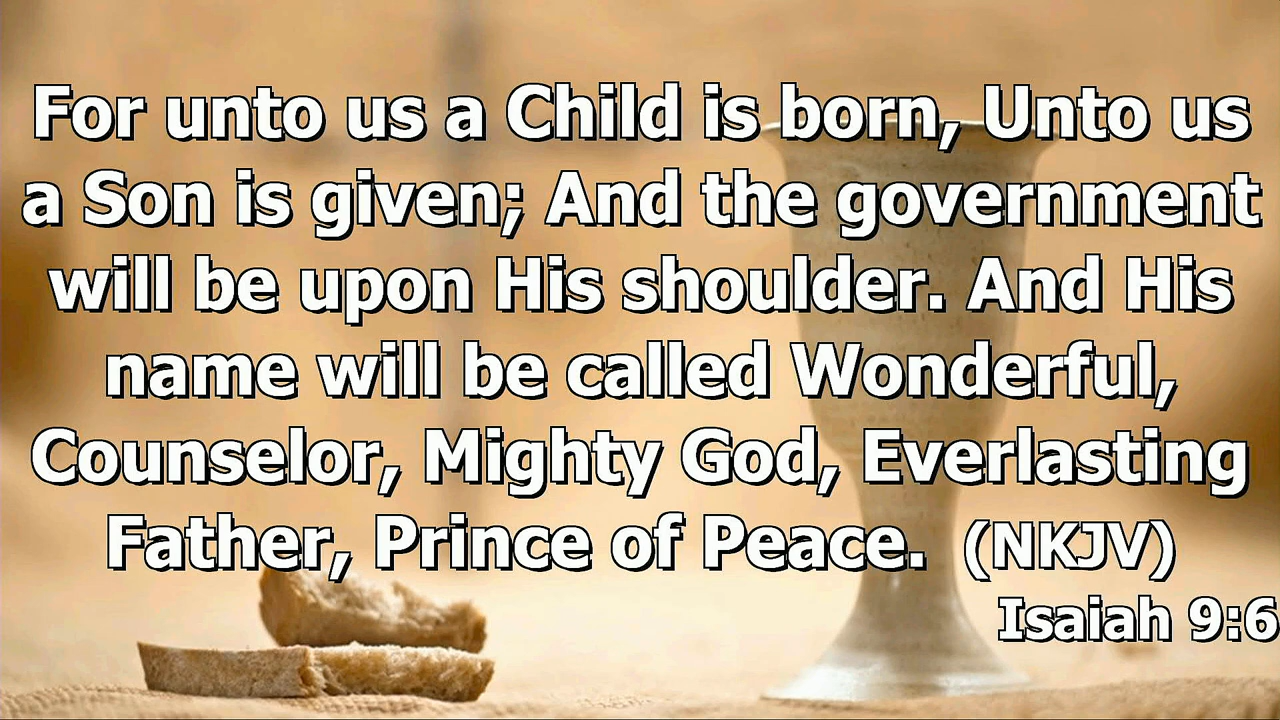 For unto us a Child is born, Unto us
a Son is given; And the government
will be upon His shoulder. And His
name will be called Wonderful,
Counselor, Mighty God, Everlasting
Father, Prince of Peace. (NKJV)
Isaiah 9:6